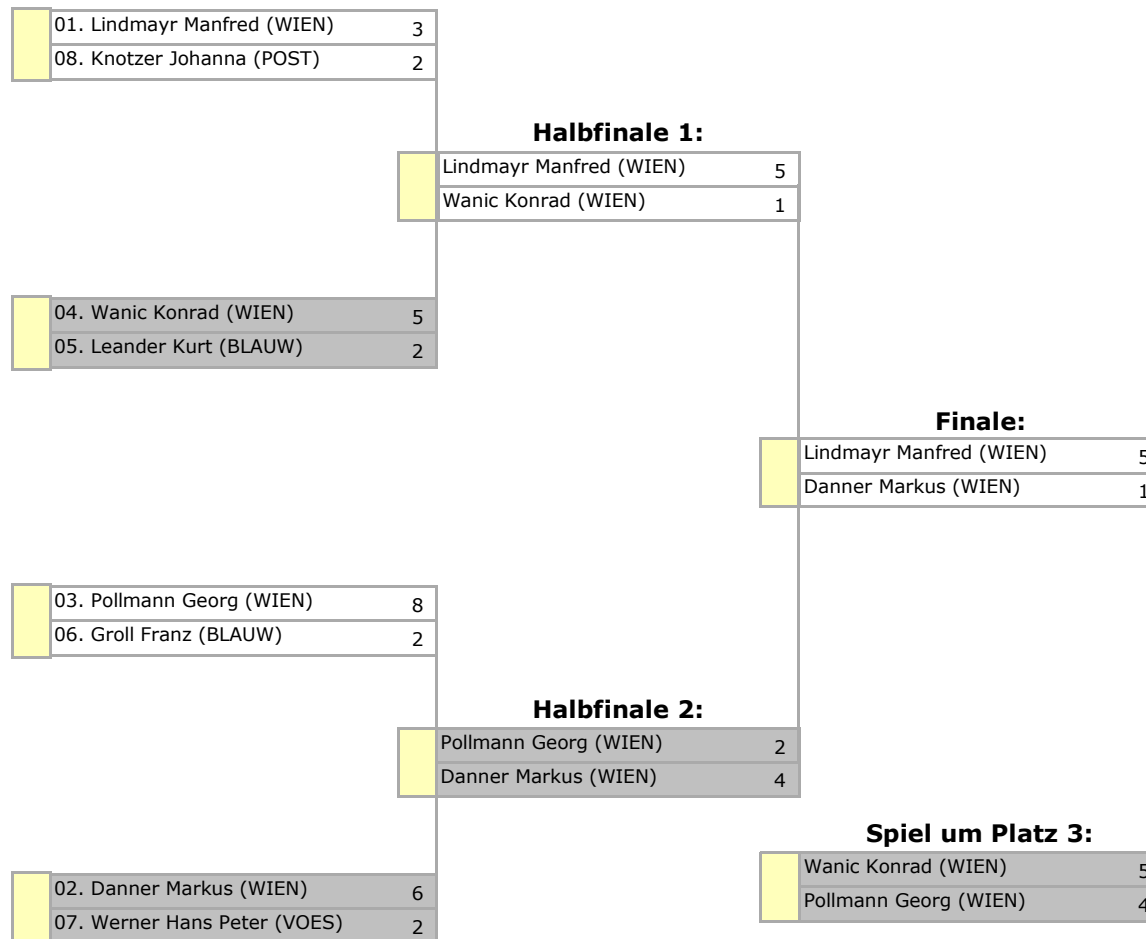 01. Lindmayr Manfred (WIEN) 3
08. Knotzer Johanna (POST) 2
Halbfinale 1:
Lindmayr Manfred (WIEN) 5
Wanic Konrad (WIEN) 1
04. Wanic Konrad (WIEN) 5
05. Leander Kurt (BLAUW) 2
Finale:
Lindmayr Manfred (WIEN) 5
Danner Markus (WIEN) 1
03. Pollmann Georg (WIEN) 8
06. Groll Franz (BLAUW) 2
Halbfinale 2:
Pollmann Georg (WIEN) 2
Danner Markus (WIEN) 4
Spiel um Platz 3:
Wanic Konrad (WIEN) 5
Pollmann Georg (WIEN) 4
02. Danner Markus (WIEN) 6
07. Werner Hans Peter (VOES) 2